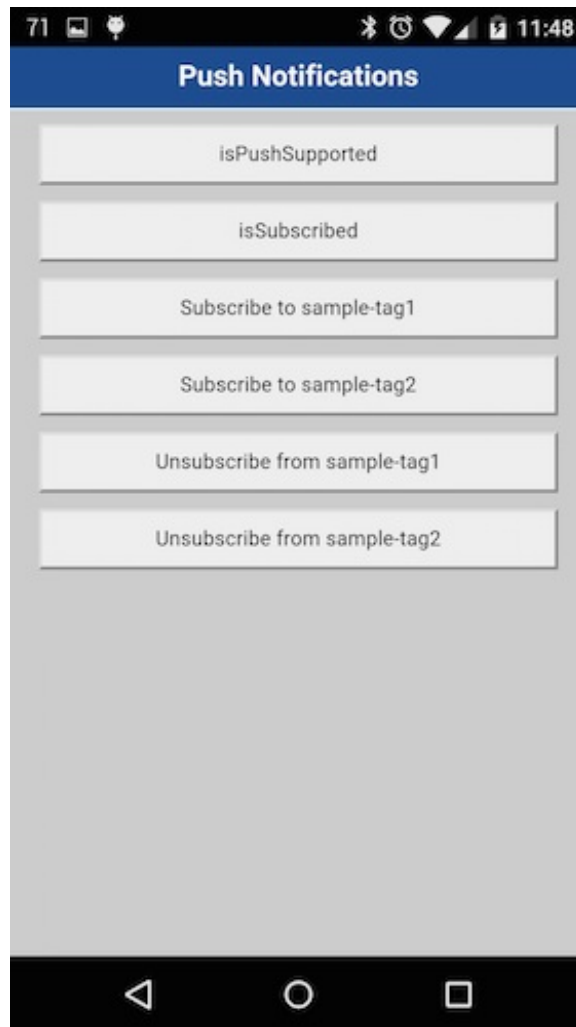 71 11:48
Push Notifications
isPushSupported
isSubscribed
Subscribe to sample-tag1
Subscribe to sample-tag2
Unsubscribe from sample-tag1
Unsubscribe from sample-tag2